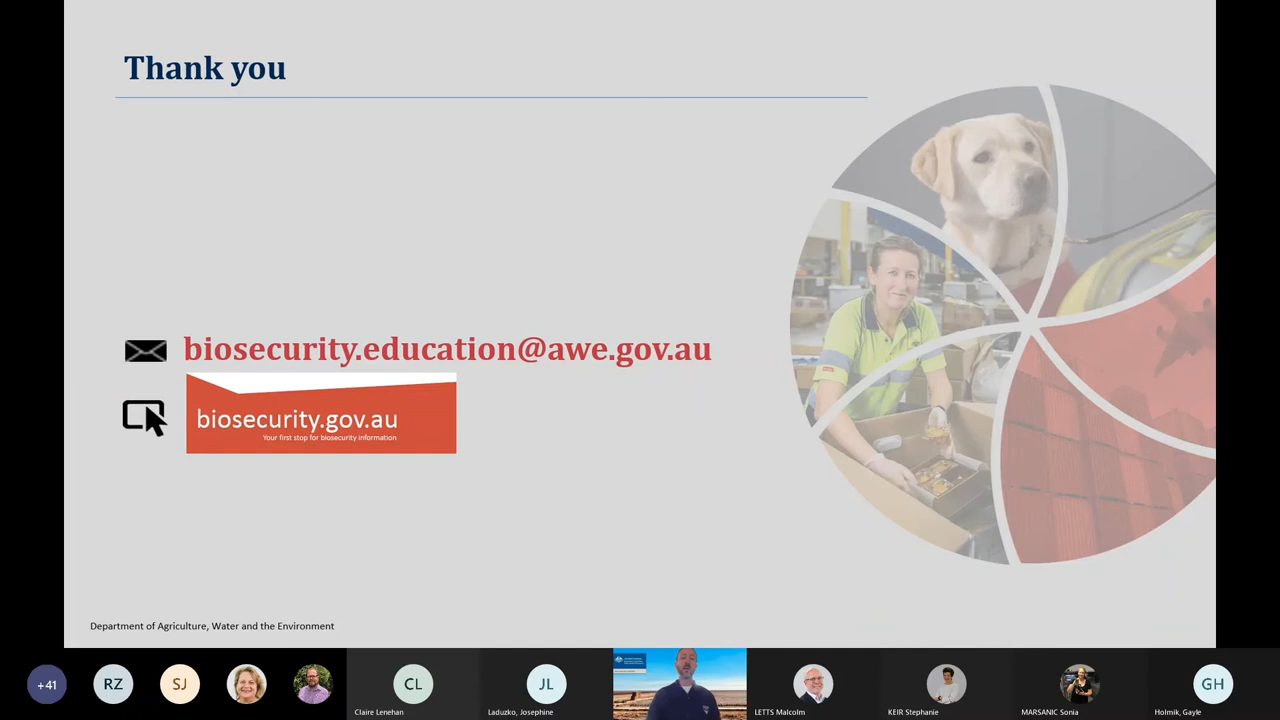 Thank you
biosecurity.education@awe.gov.au
biosecurity.gov.au
Your first stop for biosecurity information
Department of Agriculture, Water and the Environment
+41
RZ
SJ
CL
Claire Lenehan
JL
Laduzko, Josephine
LETTS Malcolm
KEIR Stephanie
MARSANIC Sonia
GH
Holmik, Gayle